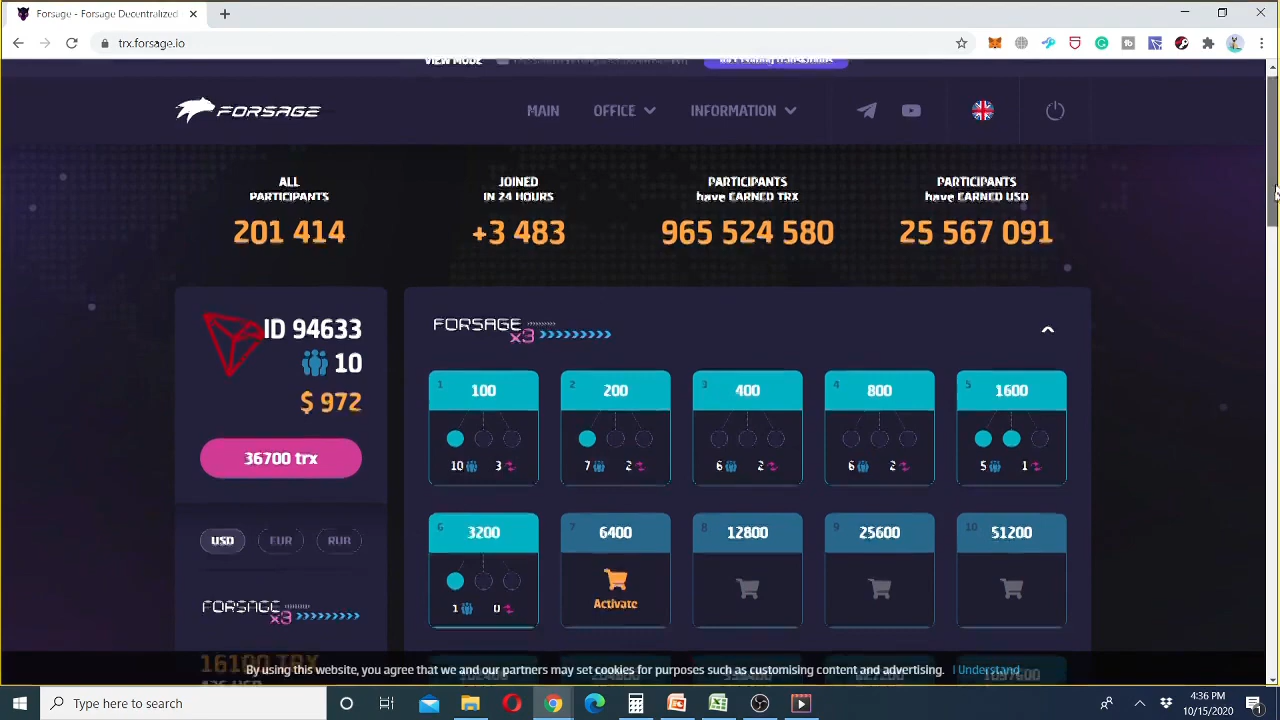 Forsage - Forsage Decentralized
trx.forsage.io
VIEW MODE
FORSAGE
MAIN
OFFICE
INFORMATION
ALL
PARTICIPANTS
201 414
JOINED
IN 24 HOURS
+3 483
PARTICIPANTS
have EARNED TRX
965 524 580
PARTICIPANTS
have EARNED USD
25 567 091
ID 94633
10
$ 972
36700 trx
USD EUR RUB
FORSAGE
x3
16100 TRX
FORSAGE
x3
1 100
10 3
2 200
7 2
3 400
6 2
4 800
6 2
5 1600
5 1
6 3200
1 0
7 6400
Activate
8 12800
9 25600
10 51200
By using this website, you agree that we and our partners may set cookies for purposes such as customising content and advertising. I Understand
Type here to search
4:36 PM
10/15/2020